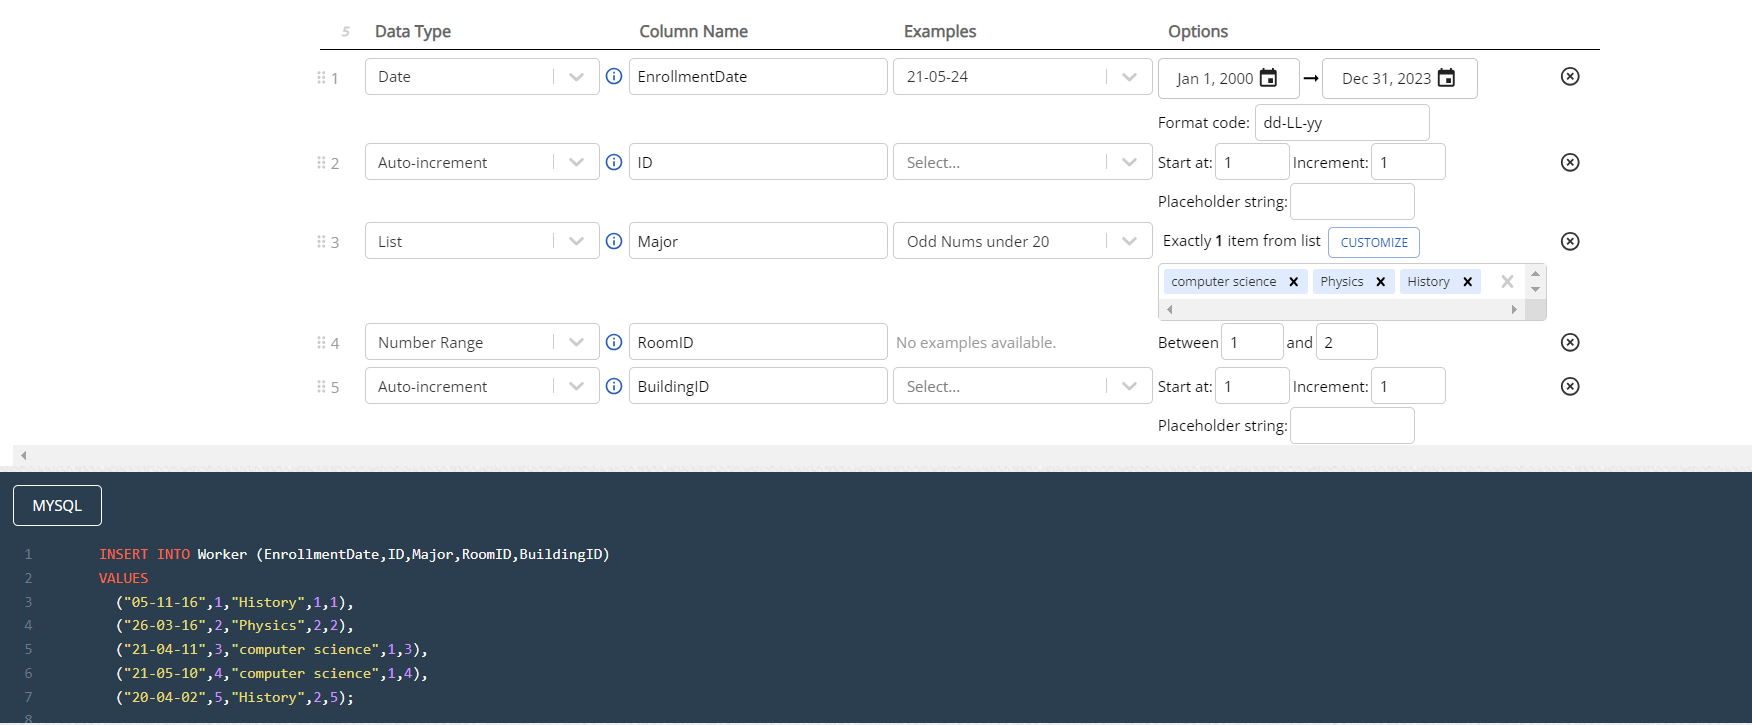 5 Data Type Column Name Examples Options
1 Date EnrollmentDate 21-05-24 Jan 1, 2000 → Dec 31, 2023
Format code: dd-LL-yy
2 Auto-increment ID Select... Start at: 1 Increment: 1
Placeholder string:
3 List Major Odd Nums under 20 Exactly 1 item from list CUSTOMIZE
computer science Physics History
4 Number Range RoomID No examples available. Between 1 and 2
5 Auto-increment BuildingID Select... Start at: 1 Increment: 1
Placeholder string:
MYSQL
1 INSERT INTO Worker (EnrollmentDate,ID,Major,RoomID,BuildingID)
2 VALUES
3 ("05-11-16",1,"History",1,1),
4 ("26-03-16",2,"Physics",2,2),
5 ("21-04-11",3,"computer science",1,3),
6 ("21-05-10",4,"computer science",1,4),
7 ("20-04-02",5,"History",2,5);
8